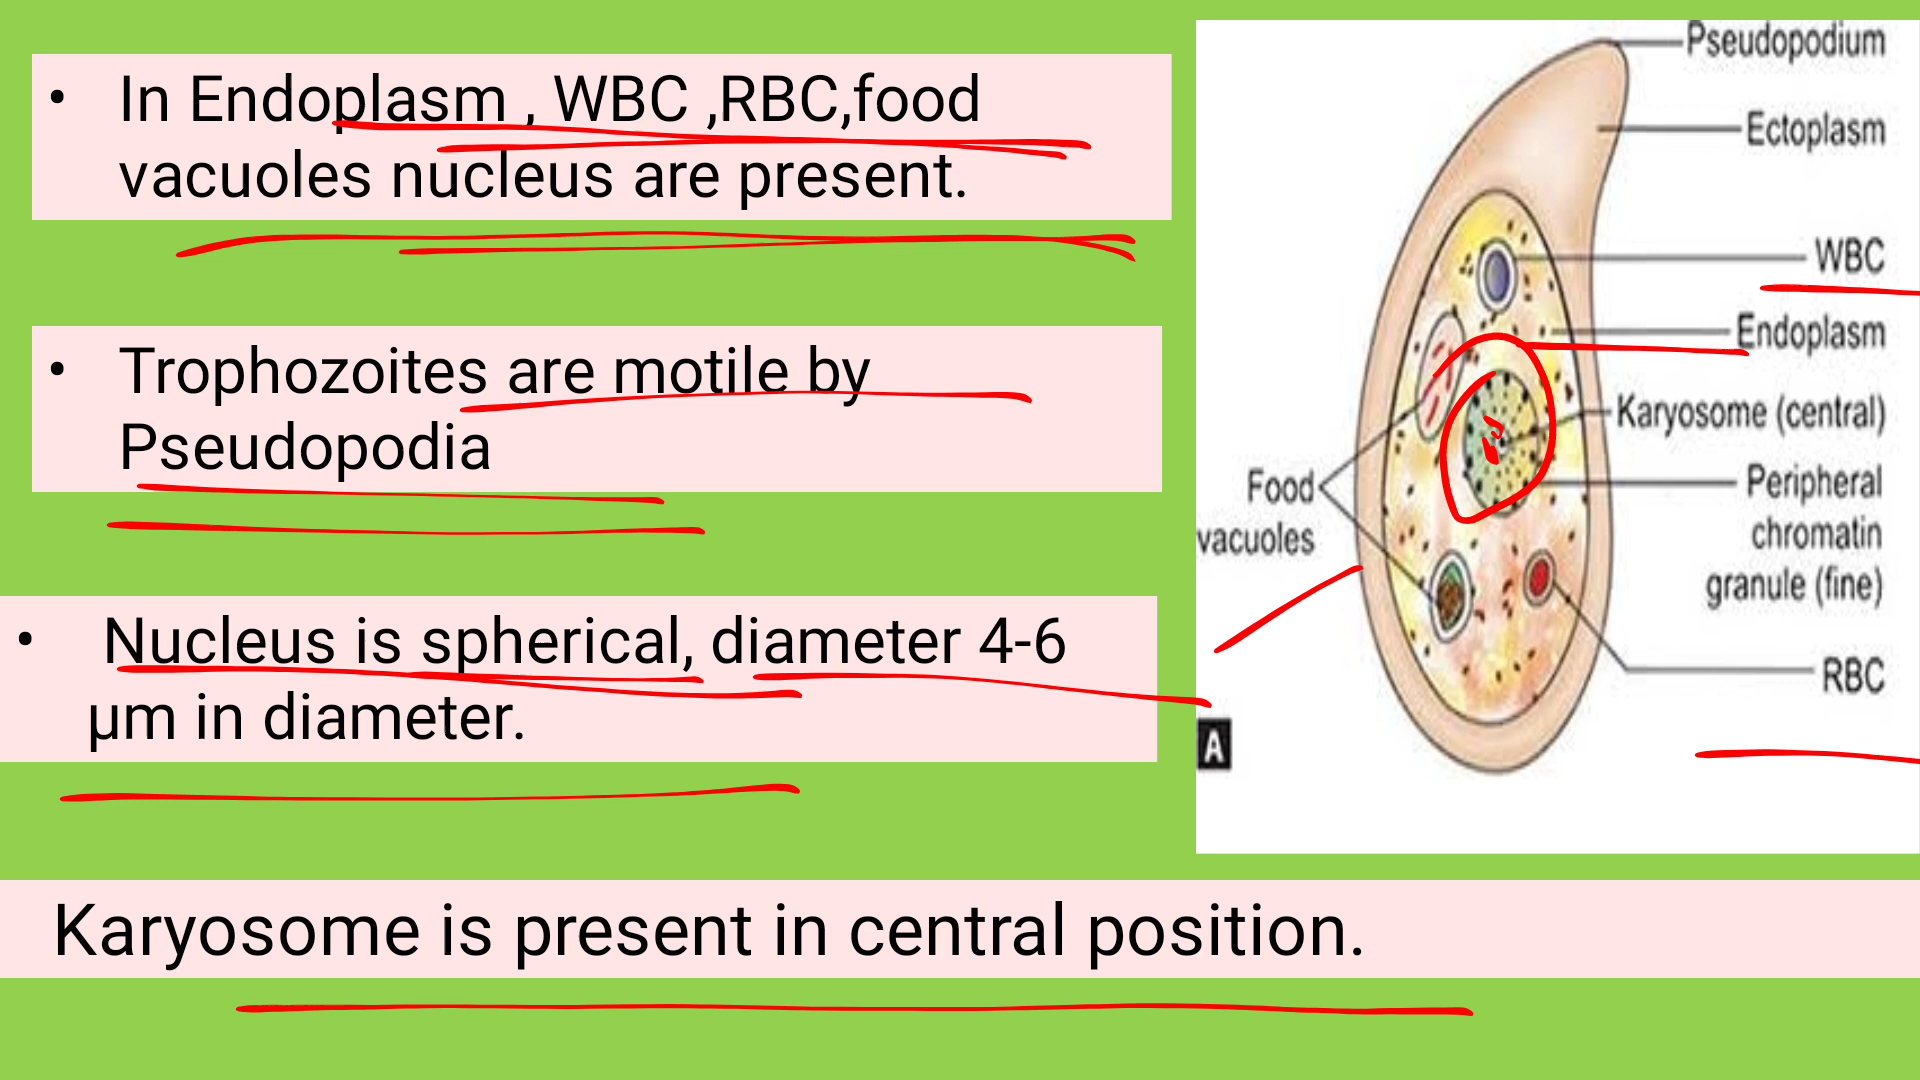 • In Endoplasm , WBC ,RBC,food
vacuoles nucleus are present.
• Trophozoites are motile by
Pseudopodia
• Nucleus is spherical, diameter 4-6
µm in diameter.
Karyosome is present in central position.
Pseudopodium
Ectoplasm
WBC
Endoplasm
Karyosome (central)
Peripheral
chromatin
granule (fine)
RBC
Food
vacuoles
A